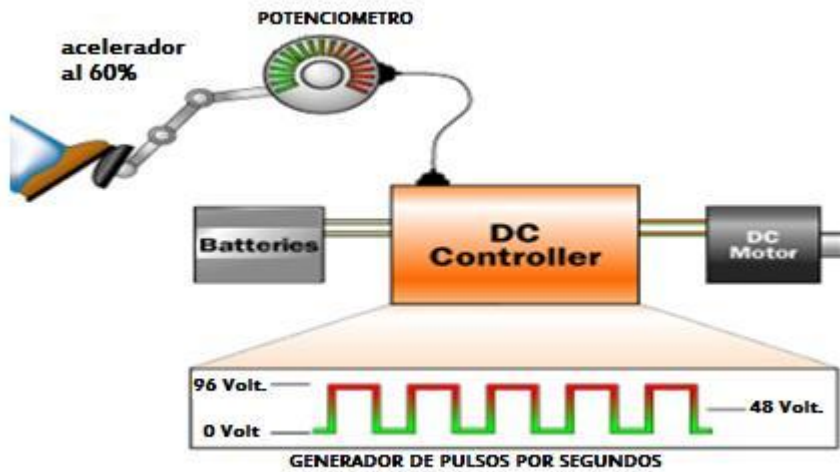 POTENCIOMETRO
acelerador
al 60%
Batteries
DC
Controller
DC
Motor
96 Volt.
48 Volt.
0 Volt
GENERADOR DE PULSOS POR SEGUNDOS